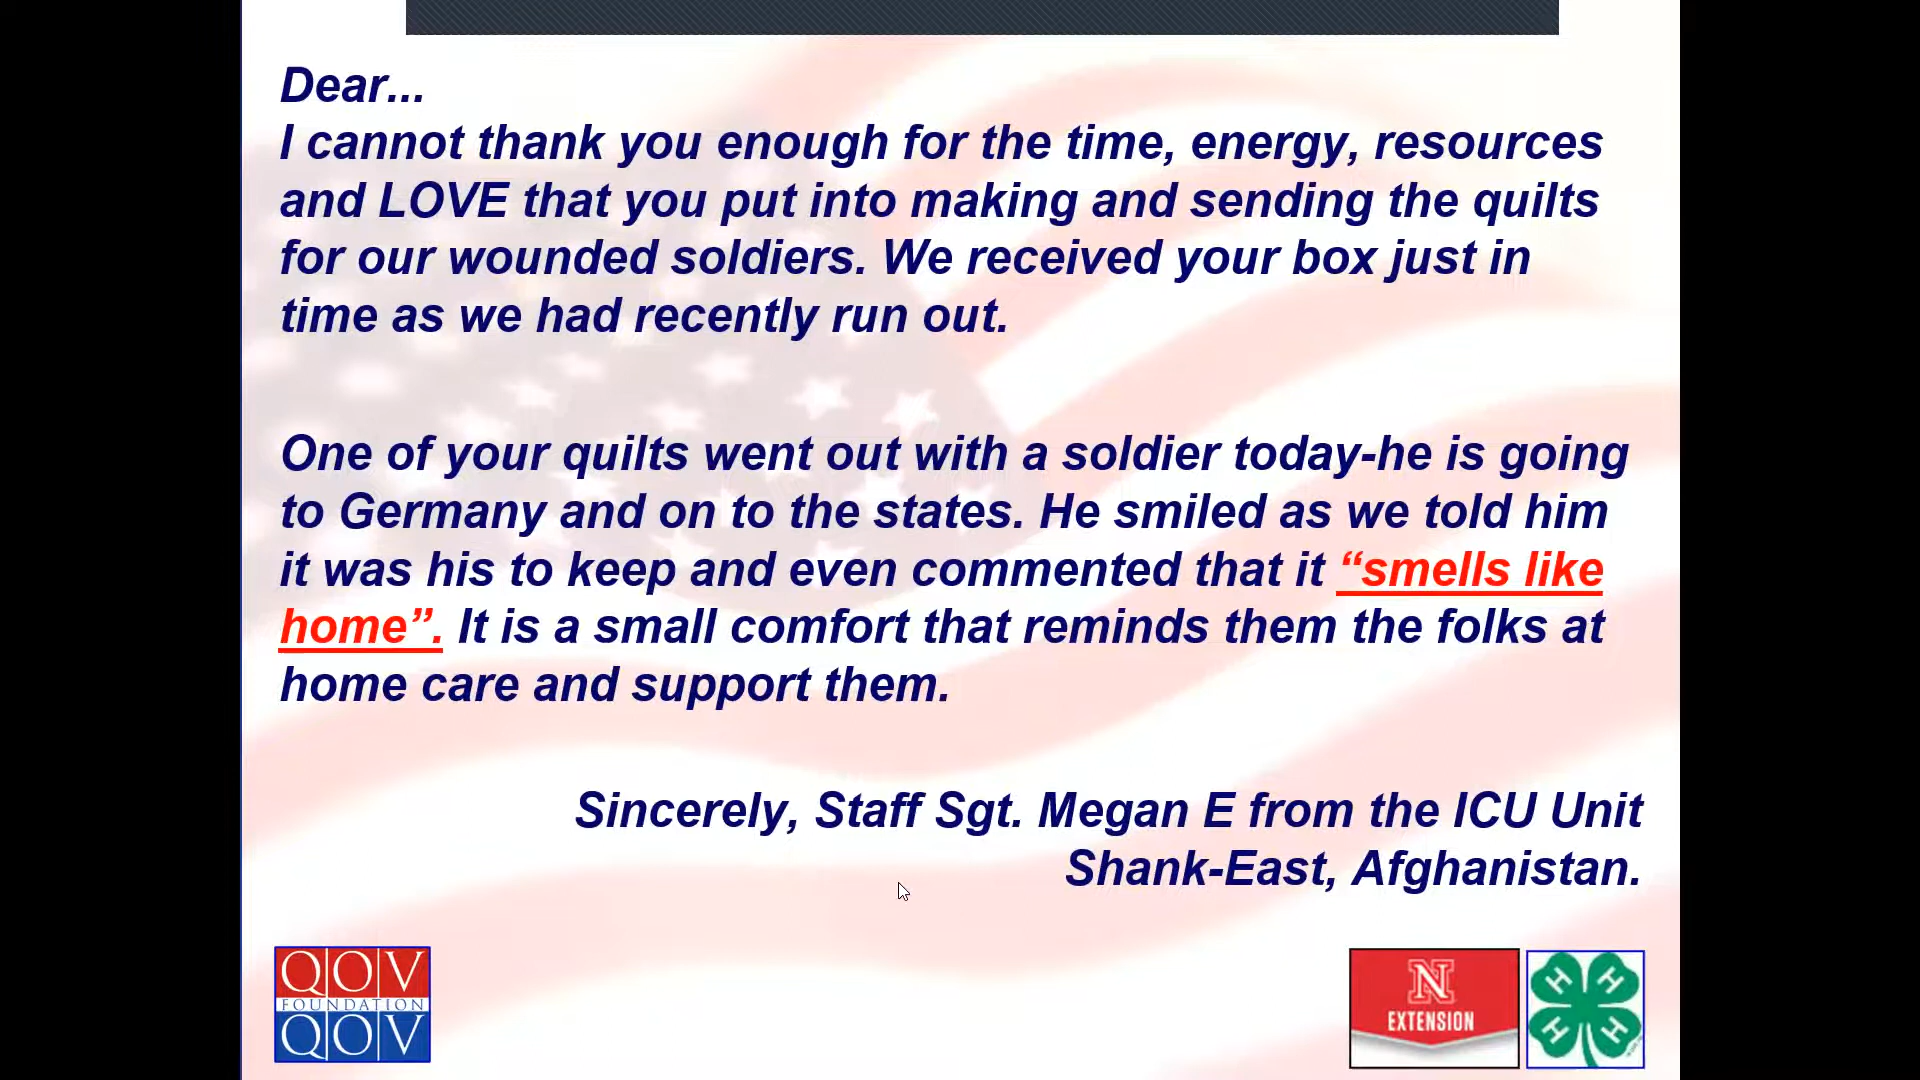 Dear...
I cannot thank you enough for the time, energy, resources
and LOVE that you put into making and sending the quilts
for our wounded soldiers. We received your box just in
time as we had recently run out.
One of your quilts went out with a soldier today-he is going
to Germany and on to the states. He smiled as we told him
it was his to keep and even commented that it “smells like
home”. It is a small comfort that reminds them the folks at
home care and support them.
Sincerely, Staff Sgt. Megan E from the ICU Unit
Shank-East, Afghanistan.
QOV
FOUNDATION
QOV
N
EXTENSION
H H
H H